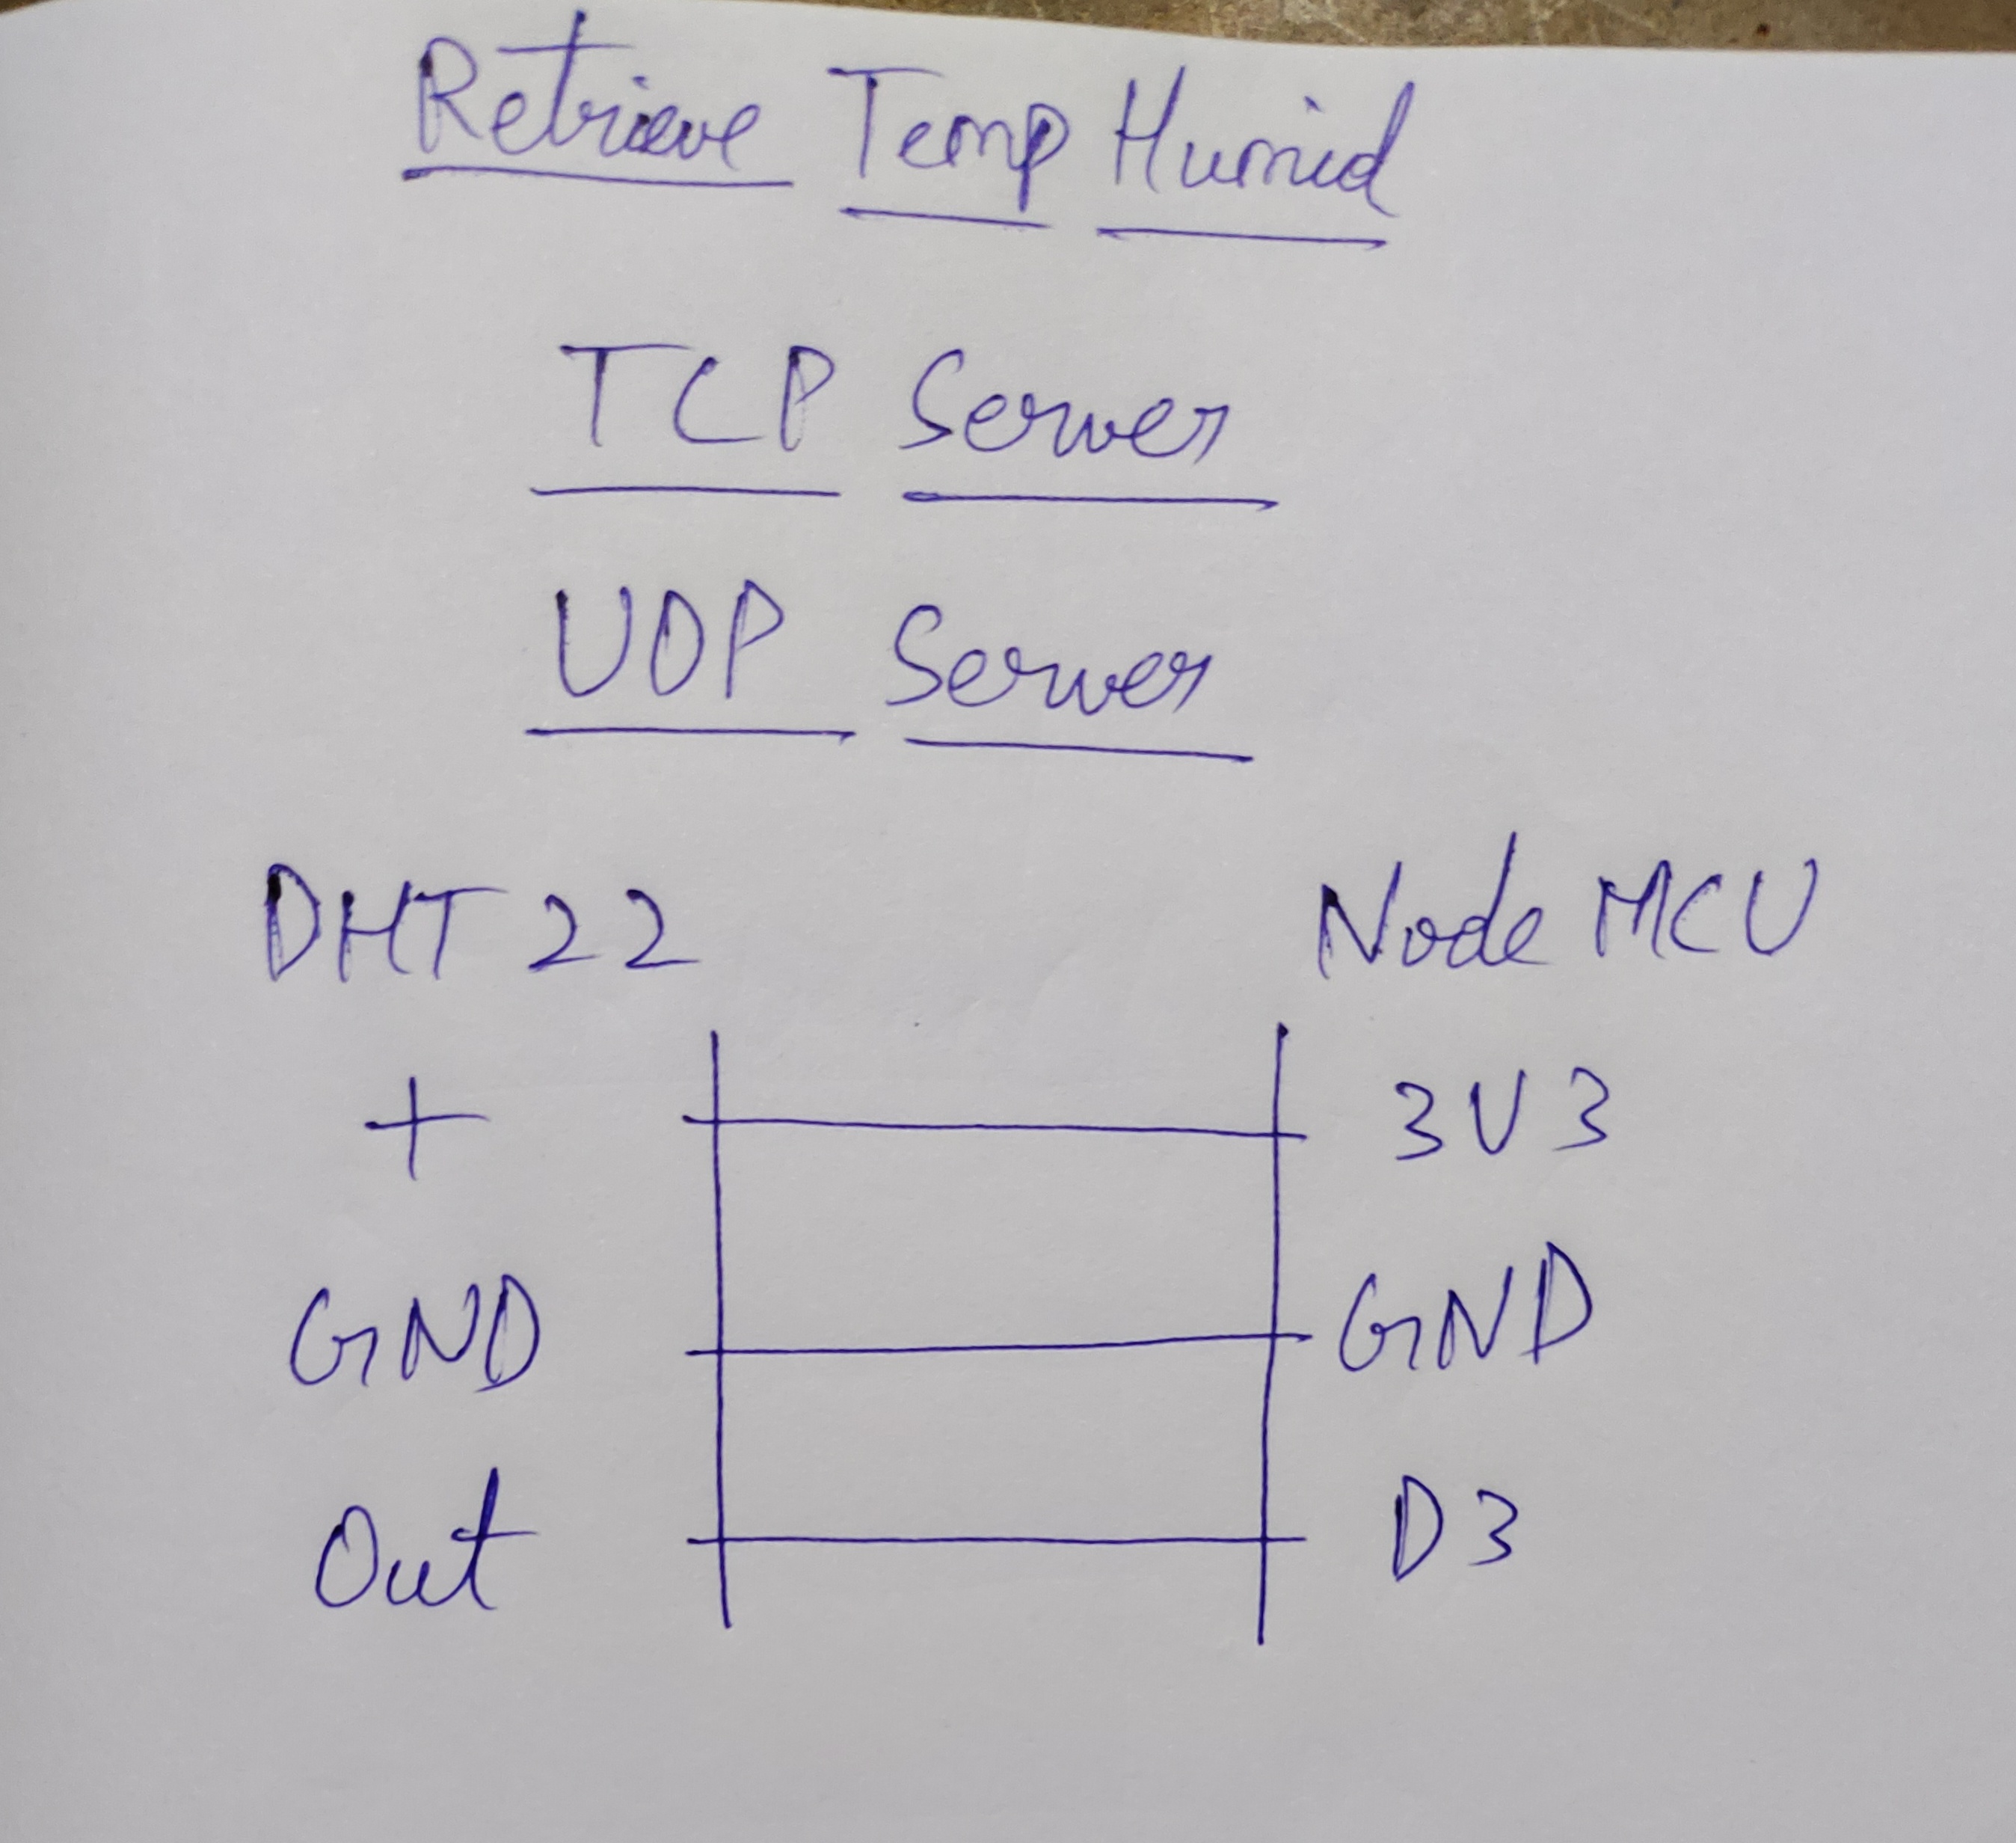 Retrieve Temp Humid
TCP Server
UDP Server
DHT 22 Node MCU
+ 3V3
GND GND
Out D3